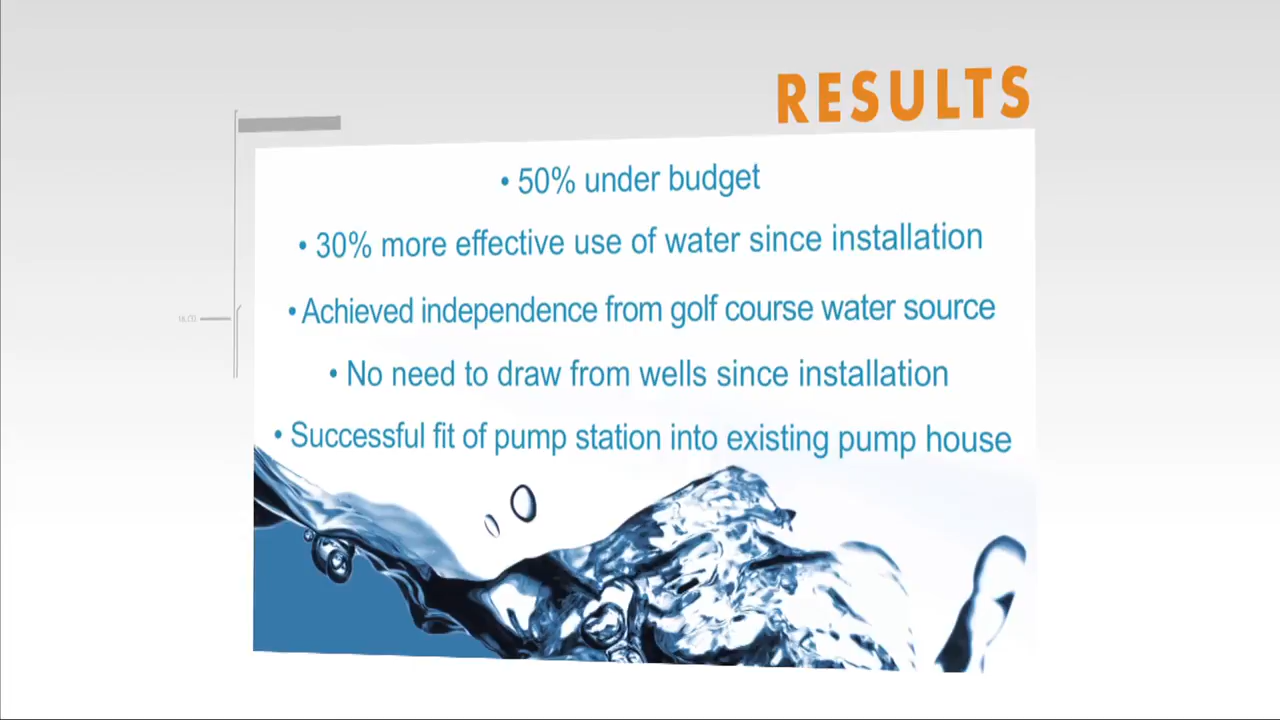 RESULTS
• 50% under budget
• 30% more effective use of water since installation
• Achieved independence from golf course water source
• No need to draw from wells since installation
• Successful fit of pump station into existing pump house